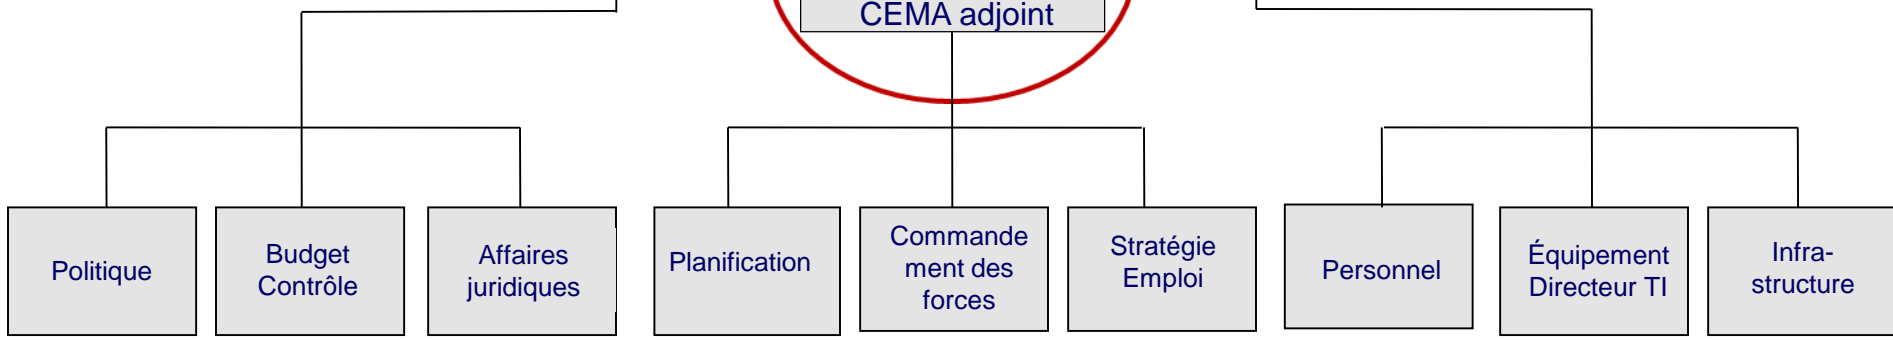 CEMA adjoint
Politique
Budget
Contrôle
Affaires
juridiques
Planification
Commande
ment des
forces
Stratégie
Emploi
Personnel
Équipement
Directeur TI
Infra-
structure